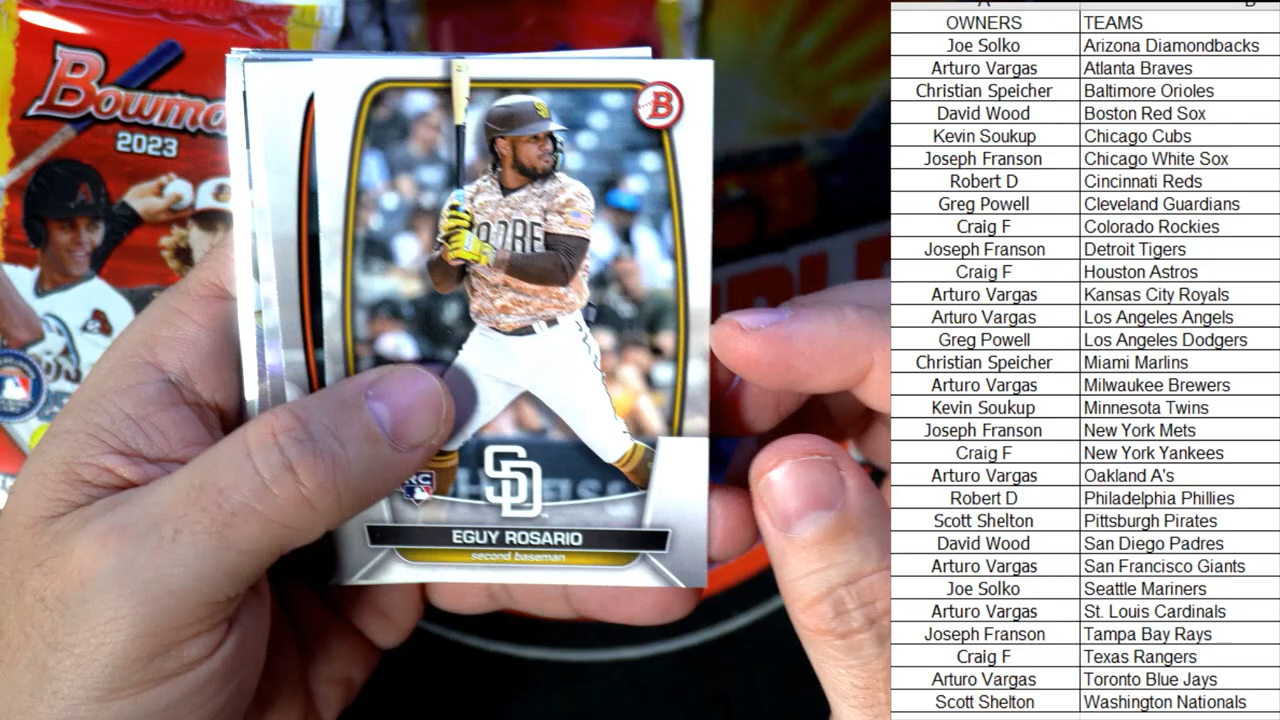 Bowma
2023
B
S
PADRE
RC
SD
EGUY ROSARIO
second baseman
OWNERS TEAMS
Joe Solko Arizona Diamondbacks
Arturo Vargas Atlanta Braves
Christian Speicher Baltimore Orioles
David Wood Boston Red Sox
Kevin Soukup Chicago Cubs
Joseph Franson Chicago White Sox
Robert D Cincinnati Reds
Greg Powell Cleveland Guardians
Craig F Colorado Rockies
Joseph Franson Detroit Tigers
Craig F Houston Astros
Arturo Vargas Kansas City Royals
Arturo Vargas Los Angeles Angels
Greg Powell Los Angeles Dodgers
Christian Speicher Miami Marlins
Arturo Vargas Milwaukee Brewers
Kevin Soukup Minnesota Twins
Joseph Franson New York Mets
Craig F New York Yankees
Arturo Vargas Oakland A's
Robert D Philadelphia Phillies
Scott Shelton Pittsburgh Pirates
David Wood San Diego Padres
Arturo Vargas San Francisco Giants
Joe Solko Seattle Mariners
Arturo Vargas St. Louis Cardinals
Joseph Franson Tampa Bay Rays
Craig F Texas Rangers
Arturo Vargas Toronto Blue Jays
Scott Shelton Washington Nationals